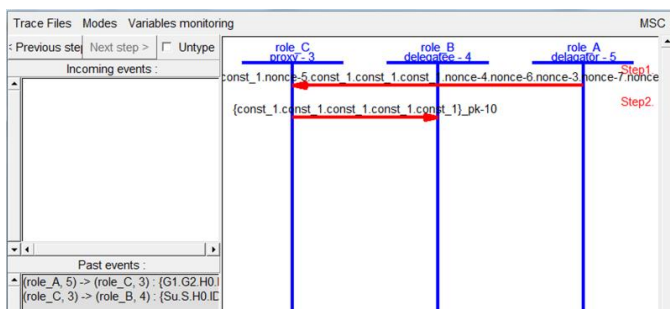 Trace Files Modes Variables monitoring MSC
< Previous step Next step > Untype
Incoming events :
Past events :
(role_A, 5) -> (role_C, 3) : {G1.G2.H0.
(role_C, 3) -> (role_B, 4) : {Su.S.H0.ID
role_C role_B role_A
proxy - 3 delegatee - 4 delagator - 5
Step1.
const_1.nonce-5.const_1.const_1.const_1.nonce-4.nonce-6.nonce-3.nonce-7.nonce
Step2.
{const_1.const_1.const_1.const_1.const_1}_pk-10